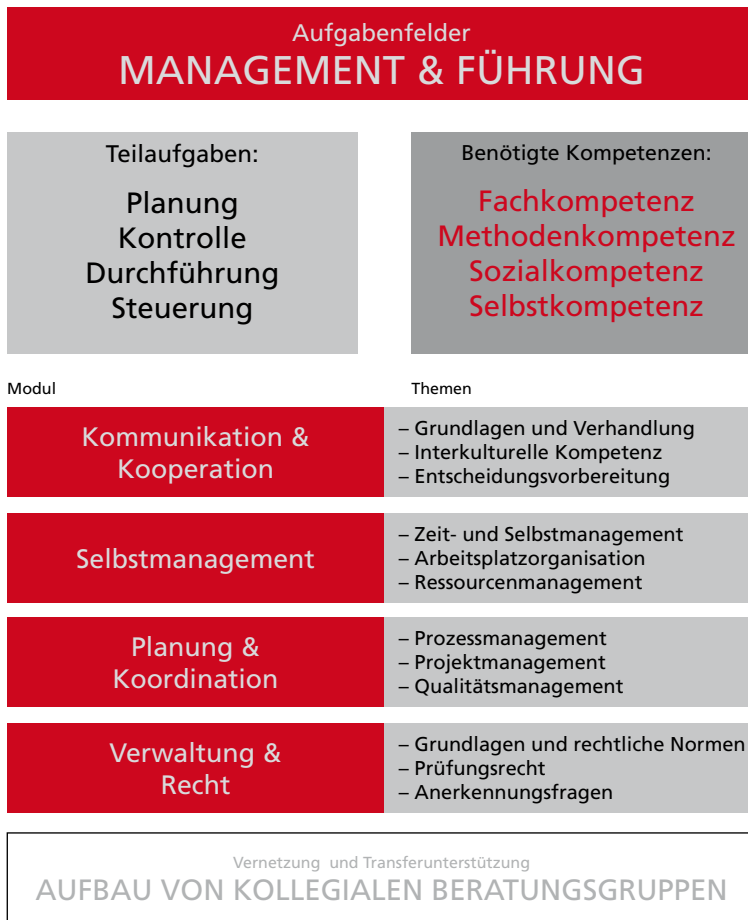 Aufgabenfelder
MANAGEMENT & FÜHRUNG
Teilaufgaben:
Planung
Kontrolle
Durchführung
Steuerung
Benötigte Kompetenzen:
Fachkompetenz
Methodenkompetenz
Sozialkompetenz
Selbstkompetenz
Modul
Themen
Kommunikation &
Kooperation
– Grundlagen und Verhandlung
– Interkulturelle Kompetenz
– Entscheidungsvorbereitung
Selbstmanagement
– Zeit- und Selbstmanagement
– Arbeitsplatzorganisation
– Ressourcenmanagement
Planung &
Koordination
– Prozessmanagement
– Projektmanagement
– Qualitätsmanagement
Verwaltung &
Recht
– Grundlagen und rechtliche Normen
– Prüfungsrecht
– Anerkennungsfragen
Vernetzung und Transferunterstützung
AUFBAU VON KOLLEGIALEN BERATUNGSGRUPPEN